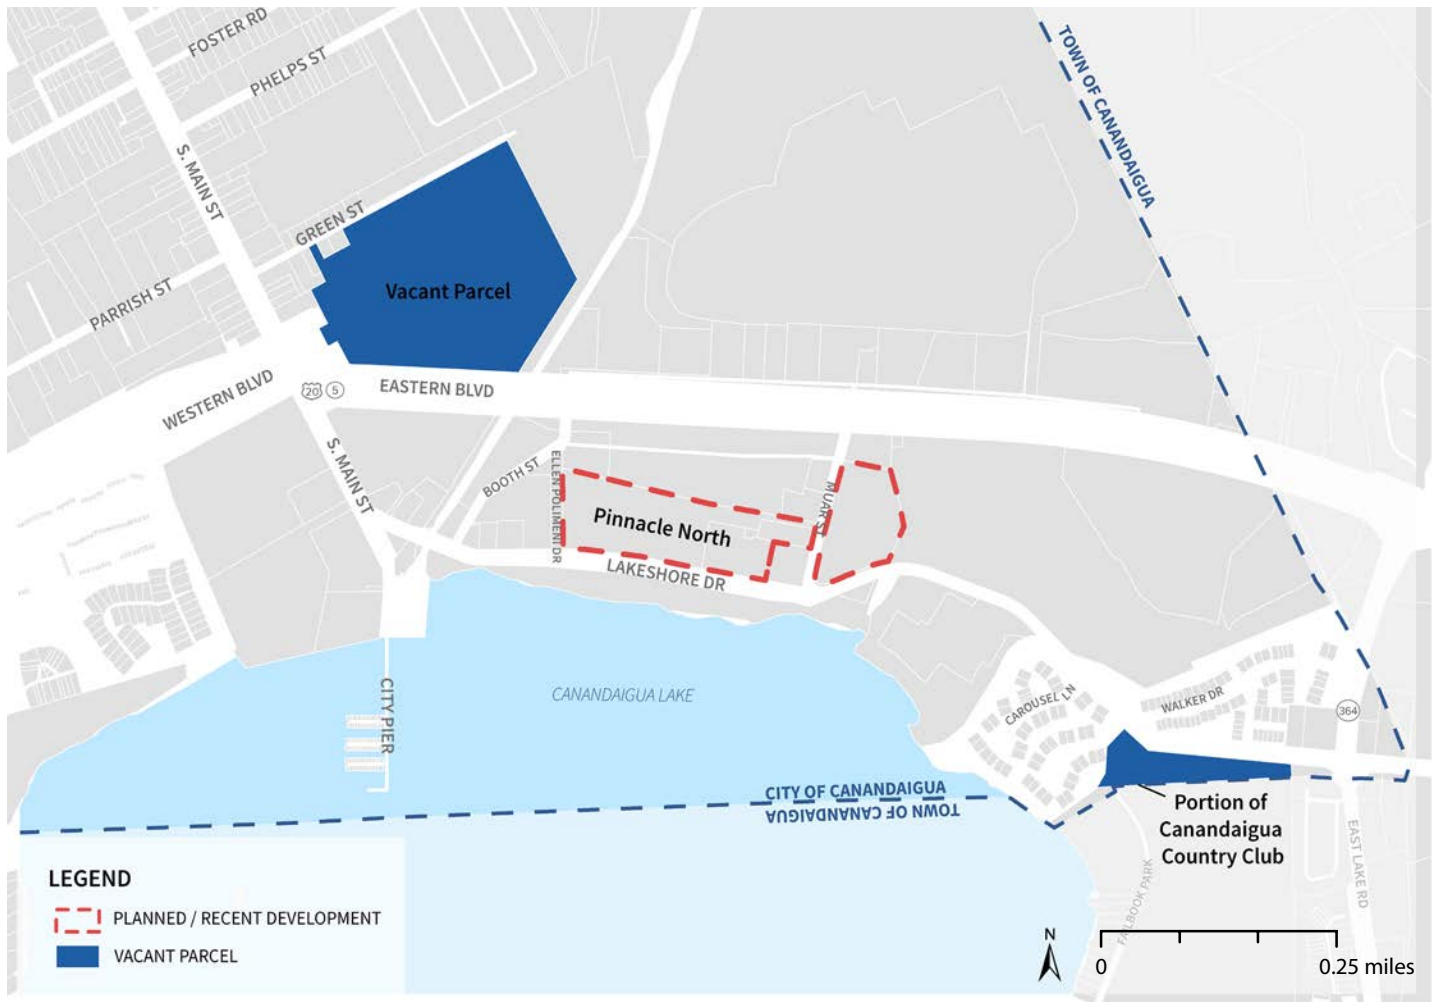 FOSTER RD
PHELPS ST
TOWN OF CANANDAIGUA
S. MAIN ST
GREEN ST
PARRISH ST
Vacant Parcel
WESTERN BLVD
20
5
EASTERN BLVD
S. MAIN ST
BOOTH ST
ELLEN POLIMENI DR
MUAR ST
Pinnacle North
LAKESHORE DR
CITY PIER
CANANDAIGUA LAKE
CAROUSEL LN
WALKER DR
364
CITY OF CANANDAIGUA
TOWN OF CANANDAIGUA
Portion of
Canandaigua
Country Club
EAST LAKE RD
FALLBOOK PARK
LEGEND
PLANNED / RECENT DEVELOPMENT
VACANT PARCEL
N
0
0.25 miles